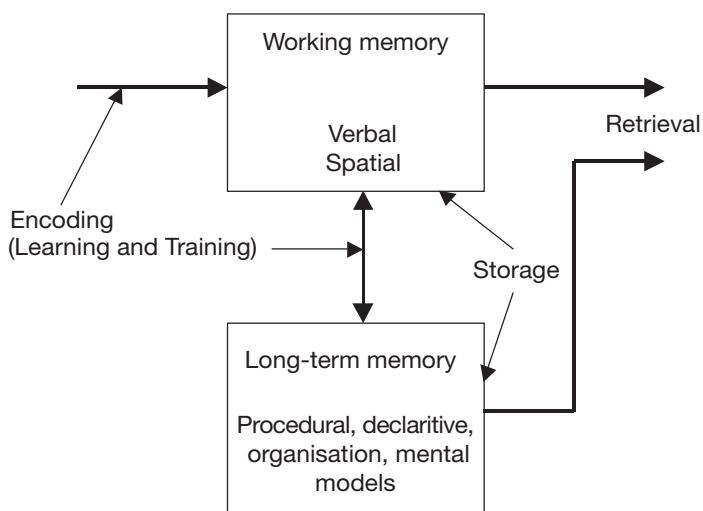 Working memory
Verbal
Spatial
Retrieval
Encoding
(Learning and Training)
Storage
Long-term memory
Procedural, declaritive,
organisation, mental
models